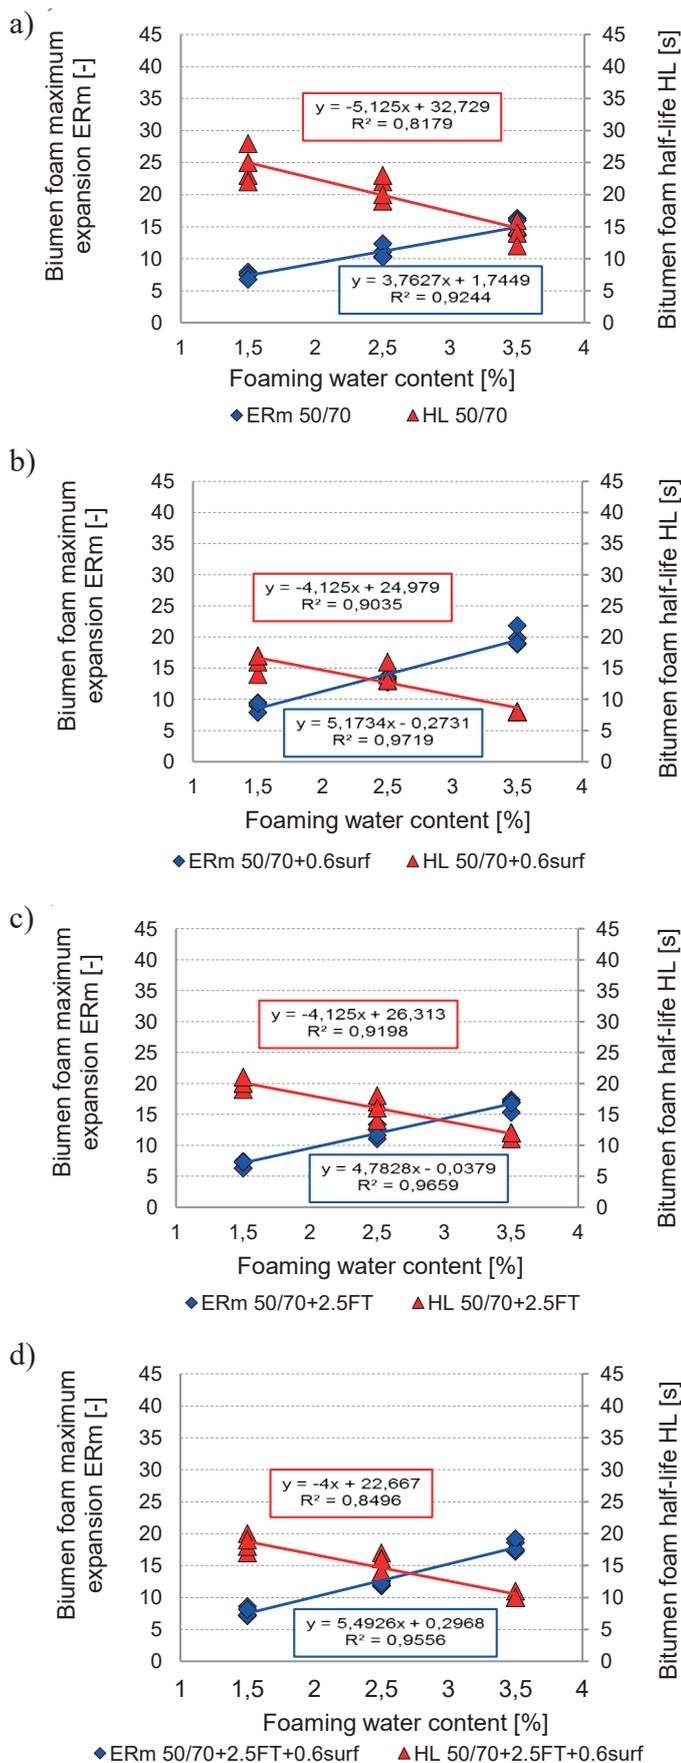 a)
Biumen foam maximum
expansion ERm [-]
45
40
35
30
25
20
15
10
5
0
y = -5,125x + 32,729
R² = 0,8179
y = 3,7627x + 1,7449
R² = 0,9244
45
40
35
30
25
20
15
10
5
0
Bitumen foam half-life HL [s]
1 1,5 2 2,5 3 3,5 4
Foaming water content [%]
ERm 50/70 HL 50/70
b)
Biumen foam maximum
expansion ERm [-]
45
40
35
30
25
20
15
10
5
0
y = -4,125x + 24,979
R² = 0,9035
y = 5,1734x - 0,2731
R² = 0,9719
45
40
35
30
25
20
15
10
5
0
Bitumen foam half-life HL [s]
1 1,5 2 2,5 3 3,5 4
Foaming water content [%]
ERm 50/70+0.6surf HL 50/70+0.6surf
c)
Biumen foam maximum
expansion ERm [-]
45
40
35
30
25
20
15
10
5
0
y = -4,125x + 26,313
R² = 0,9198
y = 4,7828x - 0,0379
R² = 0,9659
45
40
35
30
25
20
15
10
5
0
Bitumen foam half-life HL [s]
1 1,5 2 2,5 3 3,5 4
Foaming water content [%]
ERm 50/70+2.5FT HL 50/70+2.5FT
d)
Biumen foam maximum
expansion ERm [-]
45
40
35
30
25
20
15
10
5
0
y = -4x + 22,667
R² = 0,8496
y = 5,4926x + 0,2968
R² = 0,9556
45
40
35
30
25
20
15
10
5
0
Bitumen foam half-life HL [s]
1 1,5 2 2,5 3 3,5 4
Foaming water content [%]
ERm 50/70+2.5FT+0.6surf HL 50/70+2.5FT+0.6surf